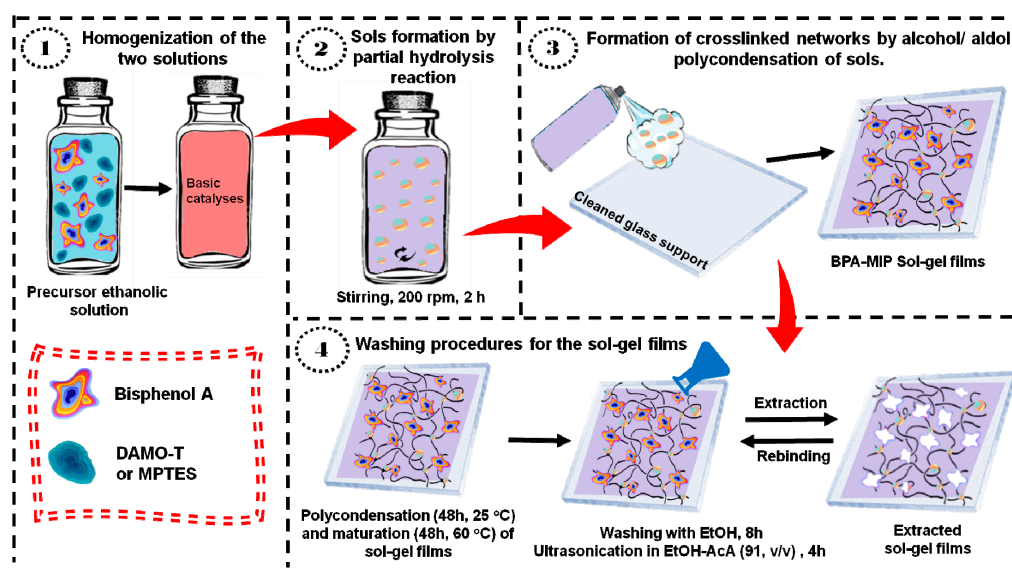 1
Homogenization of the
two solutions
Basic
catalyses
Precursor ethanolic
solution
Bisphenol A
DAMO-T
or MPTES
2
Sols formation by
partial hydrolysis
reaction
Stirring, 200 rpm, 2 h
3
Formation of crosslinked networks by alcohol/ aldol
polycondensation of sols.
Cleaned glass support
BPA-MIP Sol-gel films
4
Washing procedures for the sol-gel films
Polycondensation (48h, 25 °C)
and maturation (48h, 60 °C) of
sol-gel films
Washing with EtOH, 8h
Ultrasonication in EtOH-AcA (91, v/v) , 4h
Extraction
Rebinding
Extracted
sol-gel films